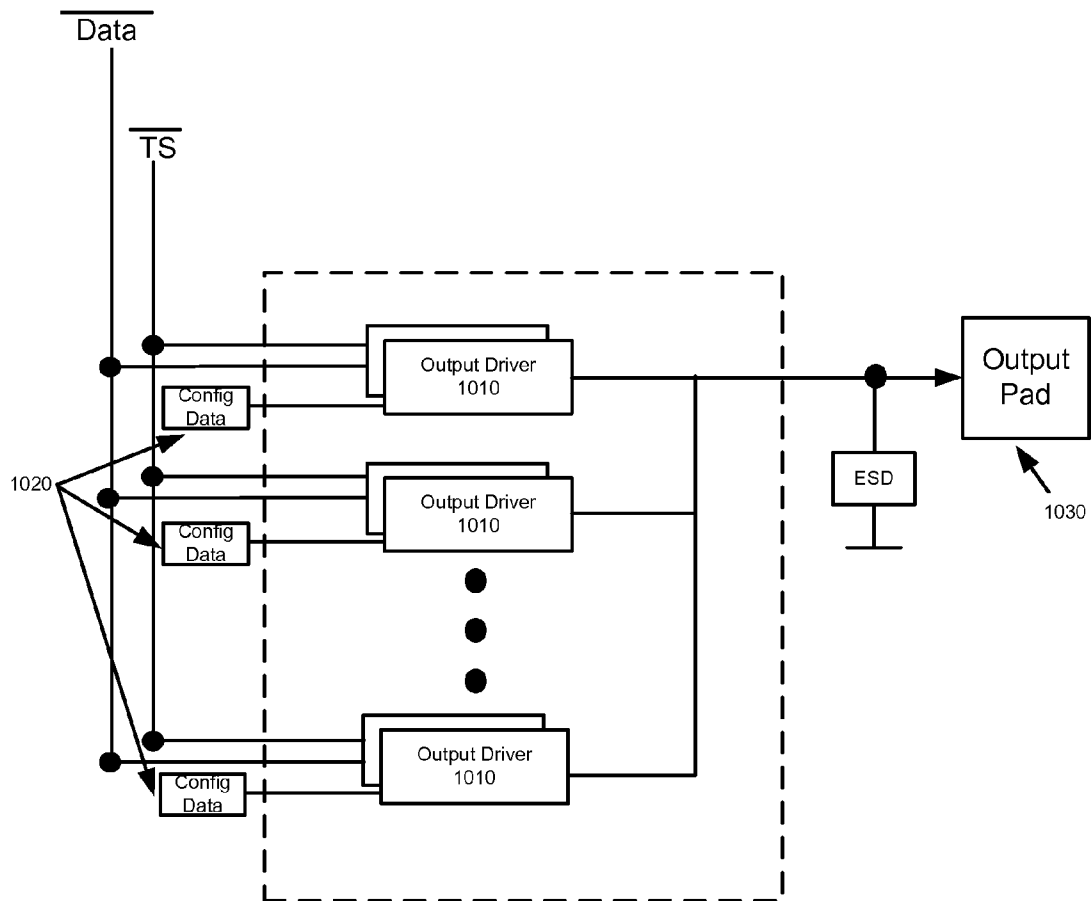 Data
TS
Output Driver
1010
Config
Data
Output
Pad
1020
Output Driver
1010
ESD
1030
Config
Data
Output Driver
1010
Config
Data